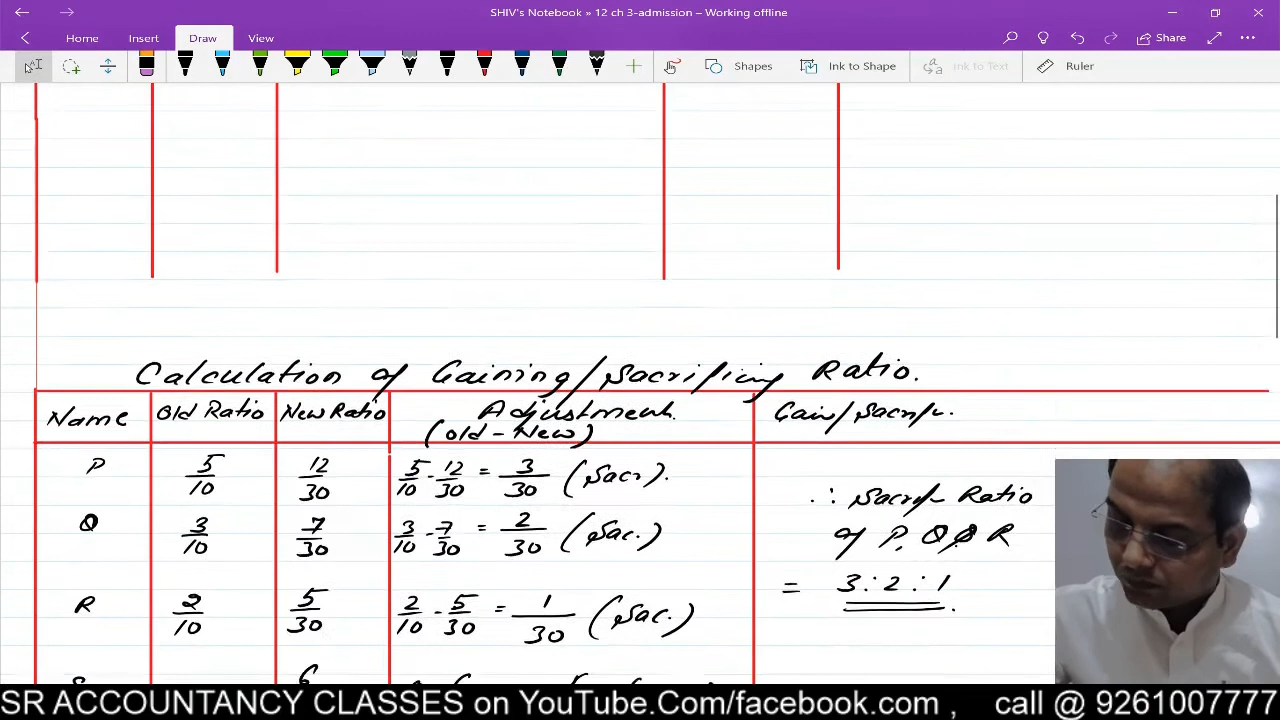 SHIV's Notebook » 12 ch 3-admission – Working offline
Home Insert Draw View Share
Shapes Ink to Shape Ink to Text Ruler
Calculation of Gaining/Sacrificing Ratio.
Name Old Ratio New Ratio Adjustment. Gain/Sacrf.
(Old - New)
P 5/10 12/30 5/10 - 12/30 = 3/30 (Sacr).
∴ Sacrf Ratio
Q 3/10 7/30 3/10 - 7/30 = 2/30 (Sac.)
of P, Q & R
= 3:2:1.
R 2/10 5/30 2/10 - 5/30 = 1/30 (Sac.)
SR ACCOUNTANCY CLASSES on YouTube.Com/facebook.com , call @ 9261007777